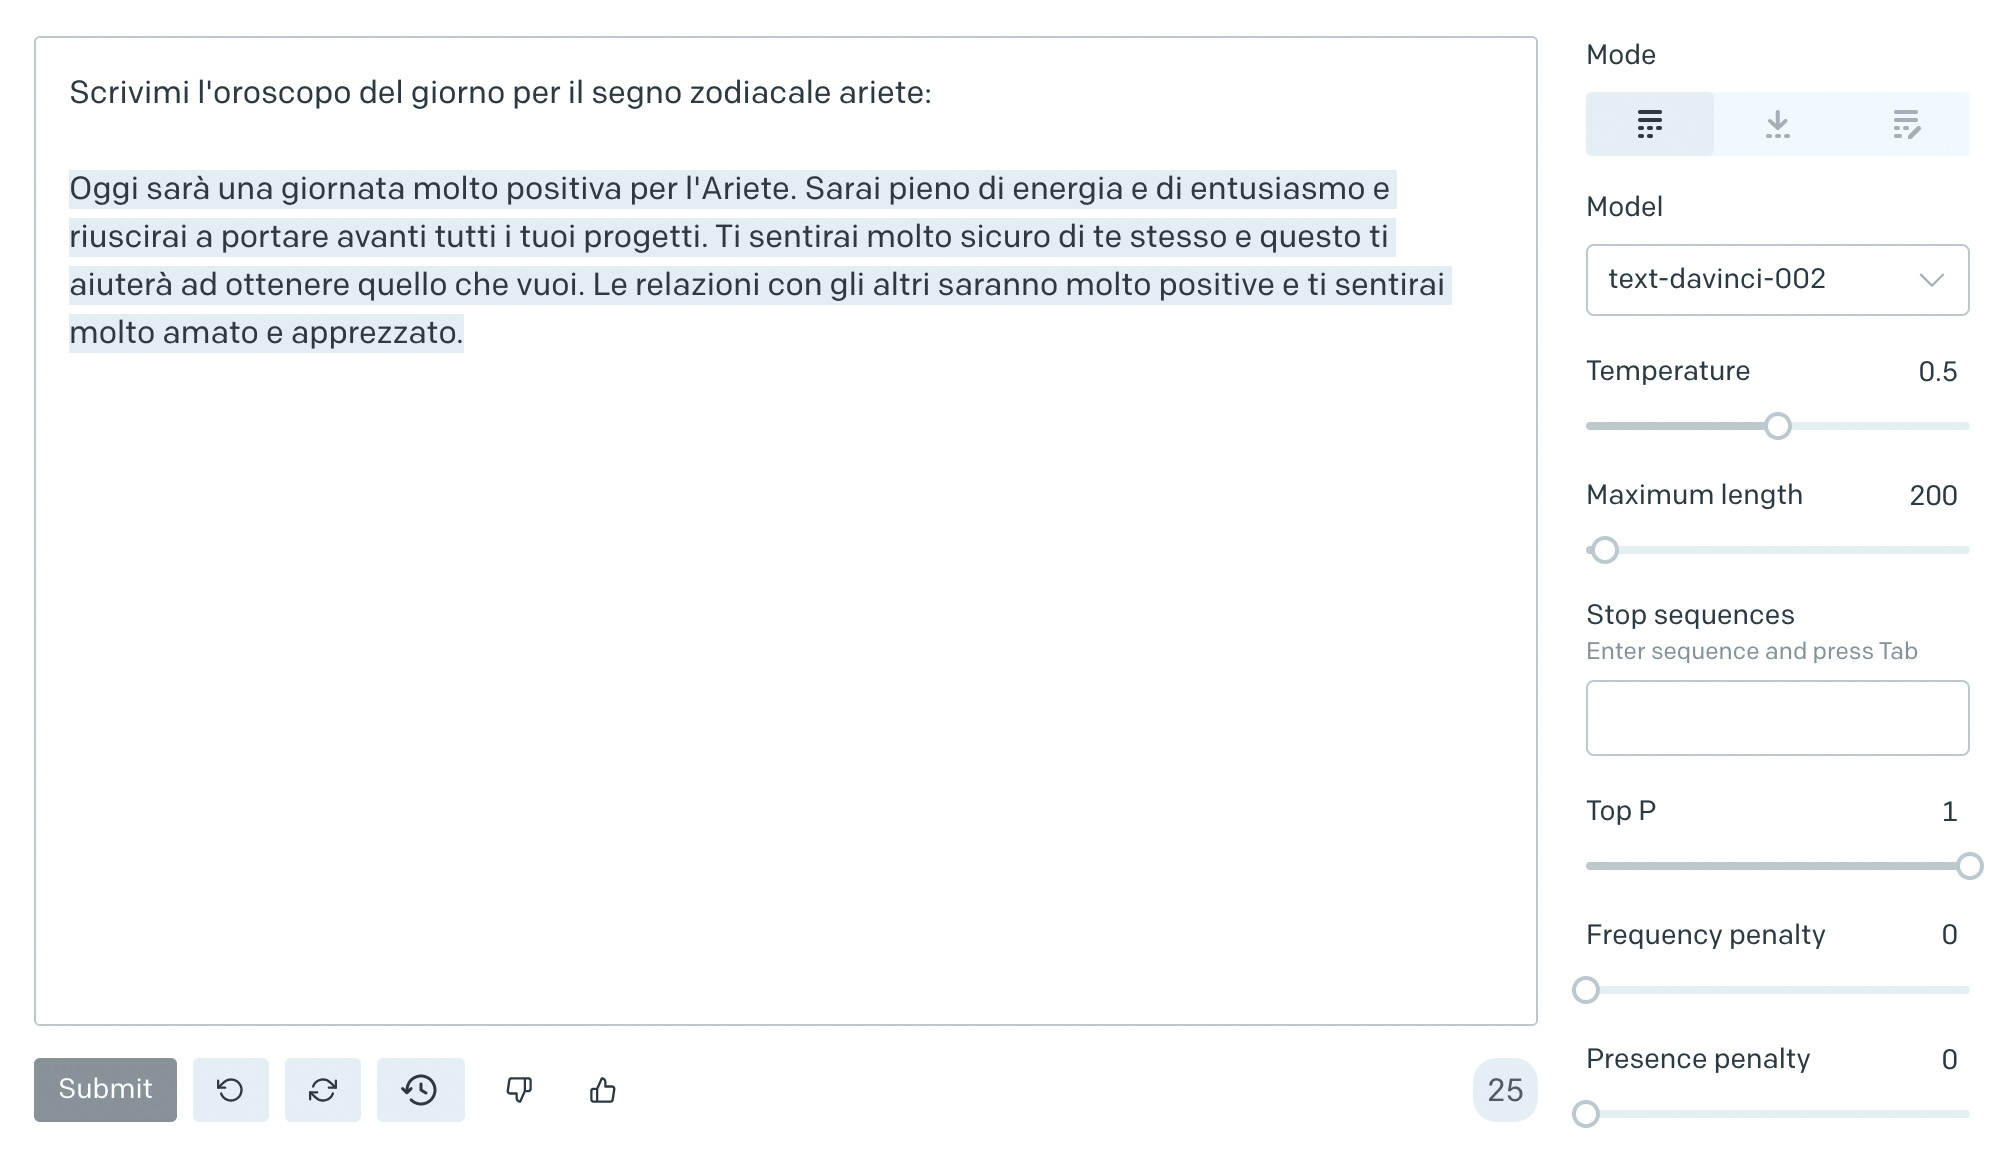 Scrivimi l'oroscopo del giorno per il segno zodiacale ariete:
Oggi sarà una giornata molto positiva per l'Ariete. Sarai pieno di energia e di entusiasmo e
riuscirai a portare avanti tutti i tuoi progetti. Ti sentirai molto sicuro di te stesso e questo ti
aiuterà ad ottenere quello che vuoi. Le relazioni con gli altri saranno molto positive e ti sentirai
molto amato e apprezzato.
Submit
25
Mode
Model
text-davinci-002
Temperature 0.5
Maximum length 200
Stop sequences
Enter sequence and press Tab
Top P 1
Frequency penalty 0
Presence penalty 0